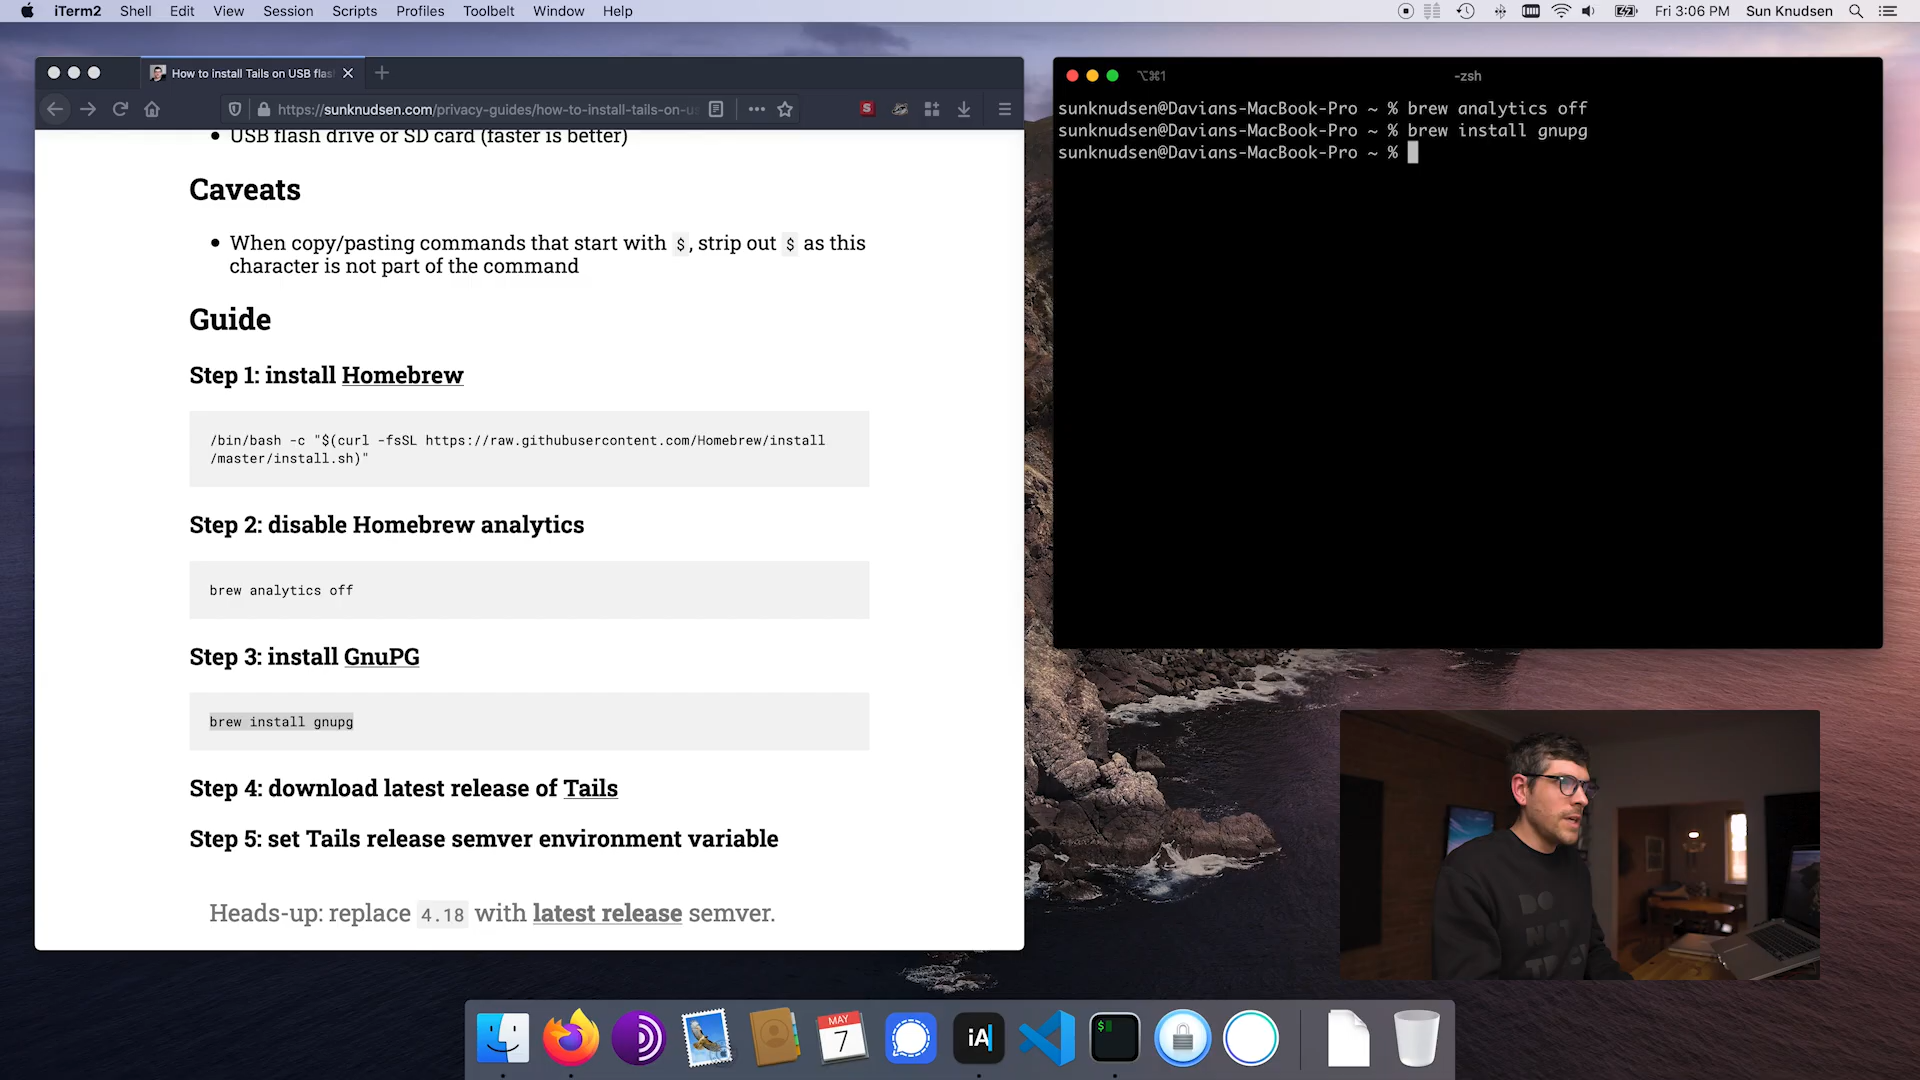 iTerm2 Shell Edit View Session Scripts Profiles Toolbelt Window Help
Fri 3:06 PM Sun Knudsen
How to install Tails on USB flas
https://sunknudsen.com/privacy-guides/how-to-install-tails-on-us
S
USB flash drive or SD card (faster is better)
Caveats
When copy/pasting commands that start with $, strip out $ as this
character is not part of the command
Guide
Step 1: install Homebrew
/bin/bash -c "$(curl -fsSL https://raw.githubusercontent.com/Homebrew/install
/master/install.sh)"
Step 2: disable Homebrew analytics
brew analytics off
Step 3: install GnuPG
brew install gnupg
Step 4: download latest release of Tails
Step 5: set Tails release semver environment variable
Heads-up: replace 4.18 with latest release semver.
⌥⌘1
-zsh
sunknudsen@Davians-MacBook-Pro ~ % brew analytics off
sunknudsen@Davians-MacBook-Pro ~ % brew install gnupg
sunknudsen@Davians-MacBook-Pro ~ %
DO
NOT
MAY
7
iA
$